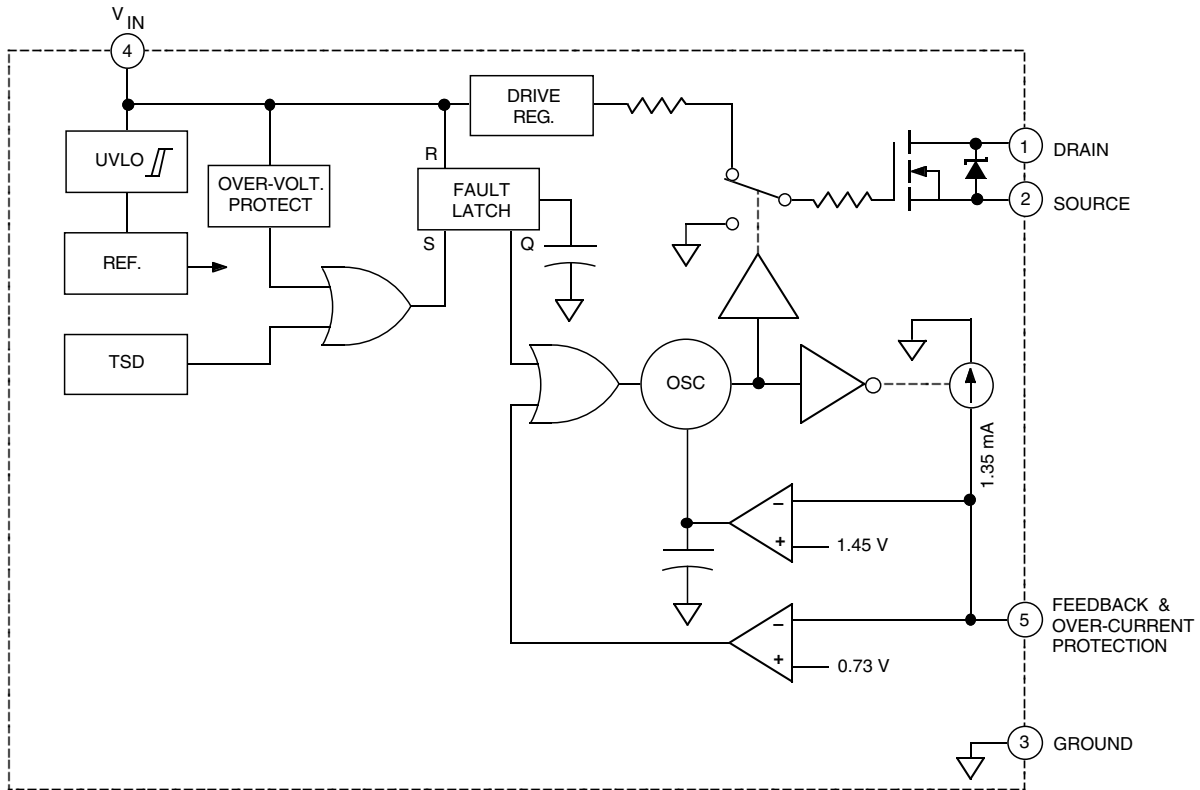 V IN
4
DRIVE
REG.
UVLO
R
1
DRAIN
OVER-VOLT.
PROTECT
FAULT
LATCH
2
SOURCE
S
Q
REF.
TSD
OSC
1.35 mA
–
+
1.45 V
–
+
0.73 V
5
FEEDBACK &
OVER-CURRENT
PROTECTION
3
GROUND